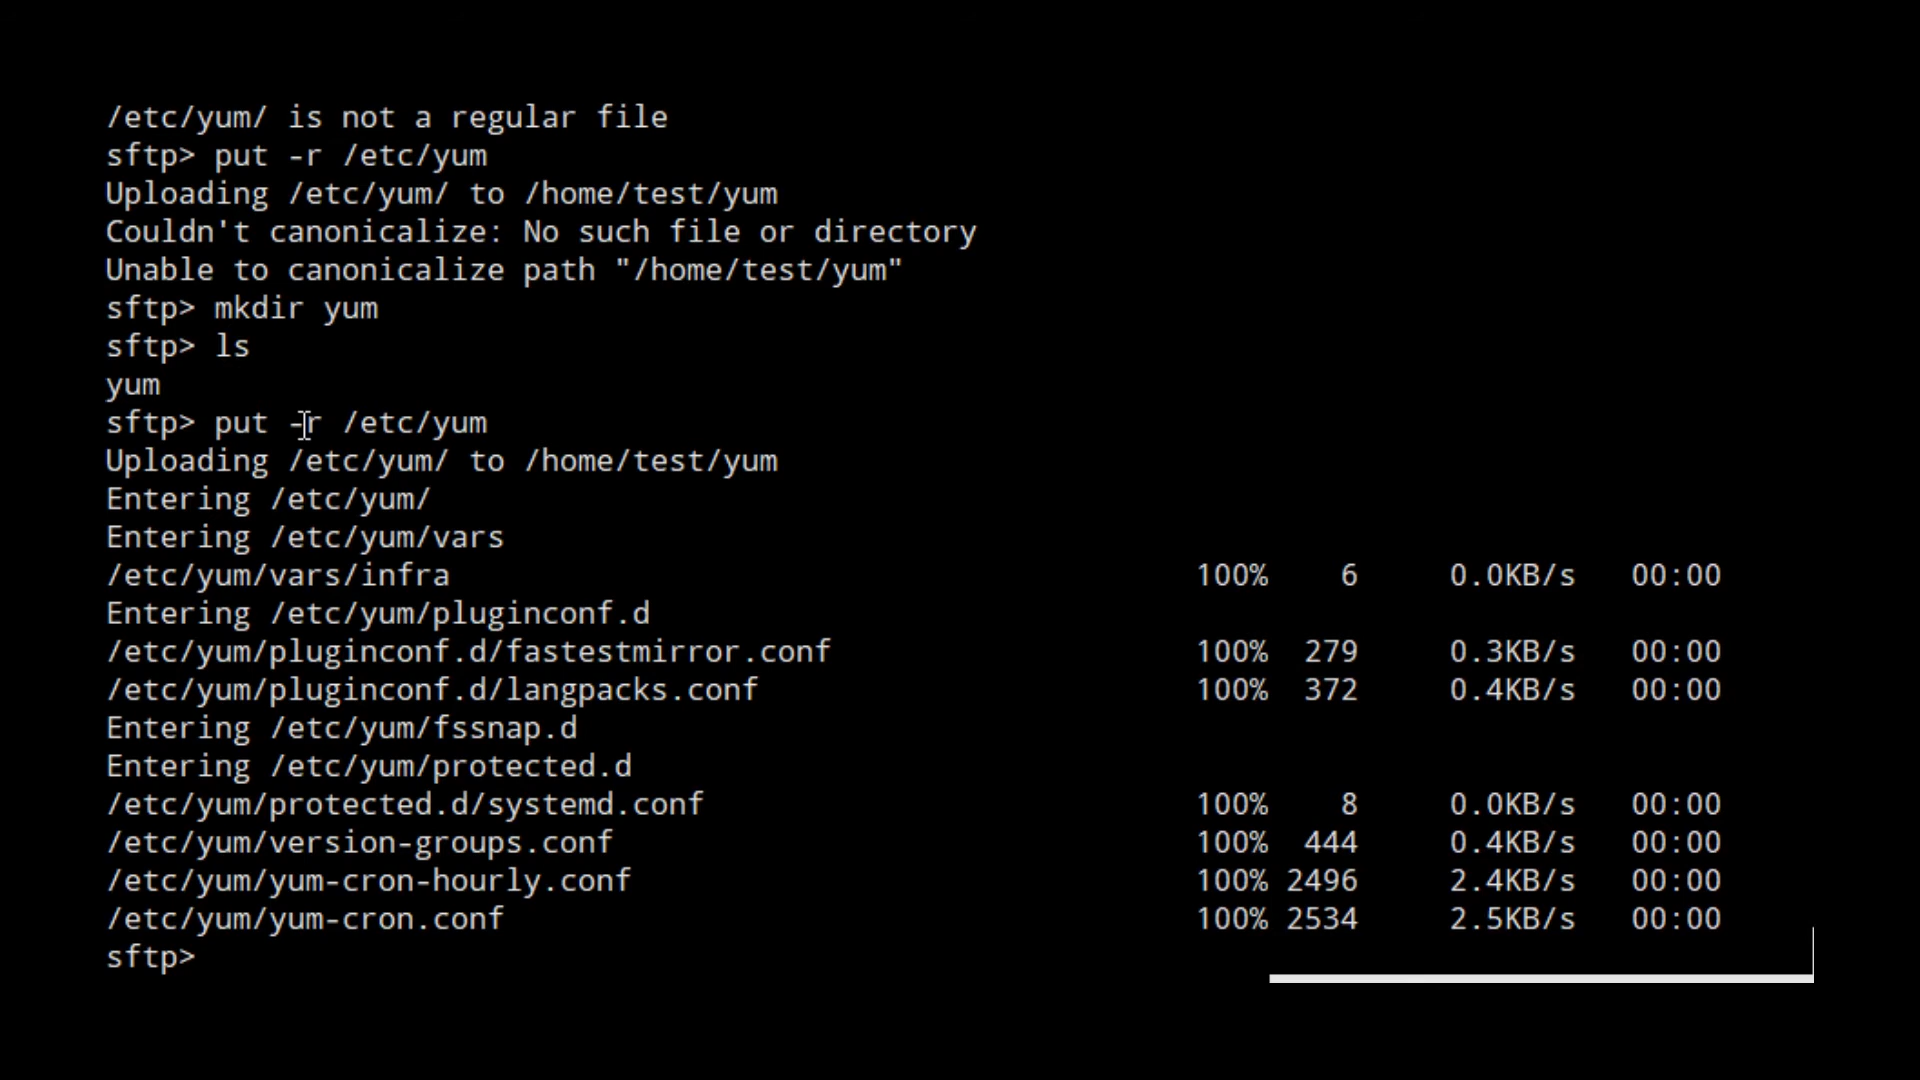 /etc/yum/ is not a regular file
sftp> put -r /etc/yum
Uploading /etc/yum/ to /home/test/yum
Couldn't canonicalize: No such file or directory
Unable to canonicalize path "/home/test/yum"
sftp> mkdir yum
sftp> ls
yum
sftp> put -r /etc/yum
Uploading /etc/yum/ to /home/test/yum
Entering /etc/yum/
Entering /etc/yum/vars
/etc/yum/vars/infra 100% 6 0.0KB/s 00:00
Entering /etc/yum/pluginconf.d
/etc/yum/pluginconf.d/fastestmirror.conf 100% 279 0.3KB/s 00:00
/etc/yum/pluginconf.d/langpacks.conf 100% 372 0.4KB/s 00:00
Entering /etc/yum/fssnap.d
Entering /etc/yum/protected.d
/etc/yum/protected.d/systemd.conf 100% 8 0.0KB/s 00:00
/etc/yum/version-groups.conf 100% 444 0.4KB/s 00:00
/etc/yum/yum-cron-hourly.conf 100% 2496 2.4KB/s 00:00
/etc/yum/yum-cron.conf 100% 2534 2.5KB/s 00:00
sftp>